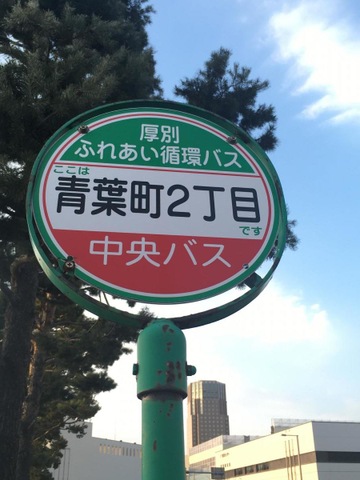 厚別
ふれあい循環バス
ここは
青葉町2丁目
です
中央バス